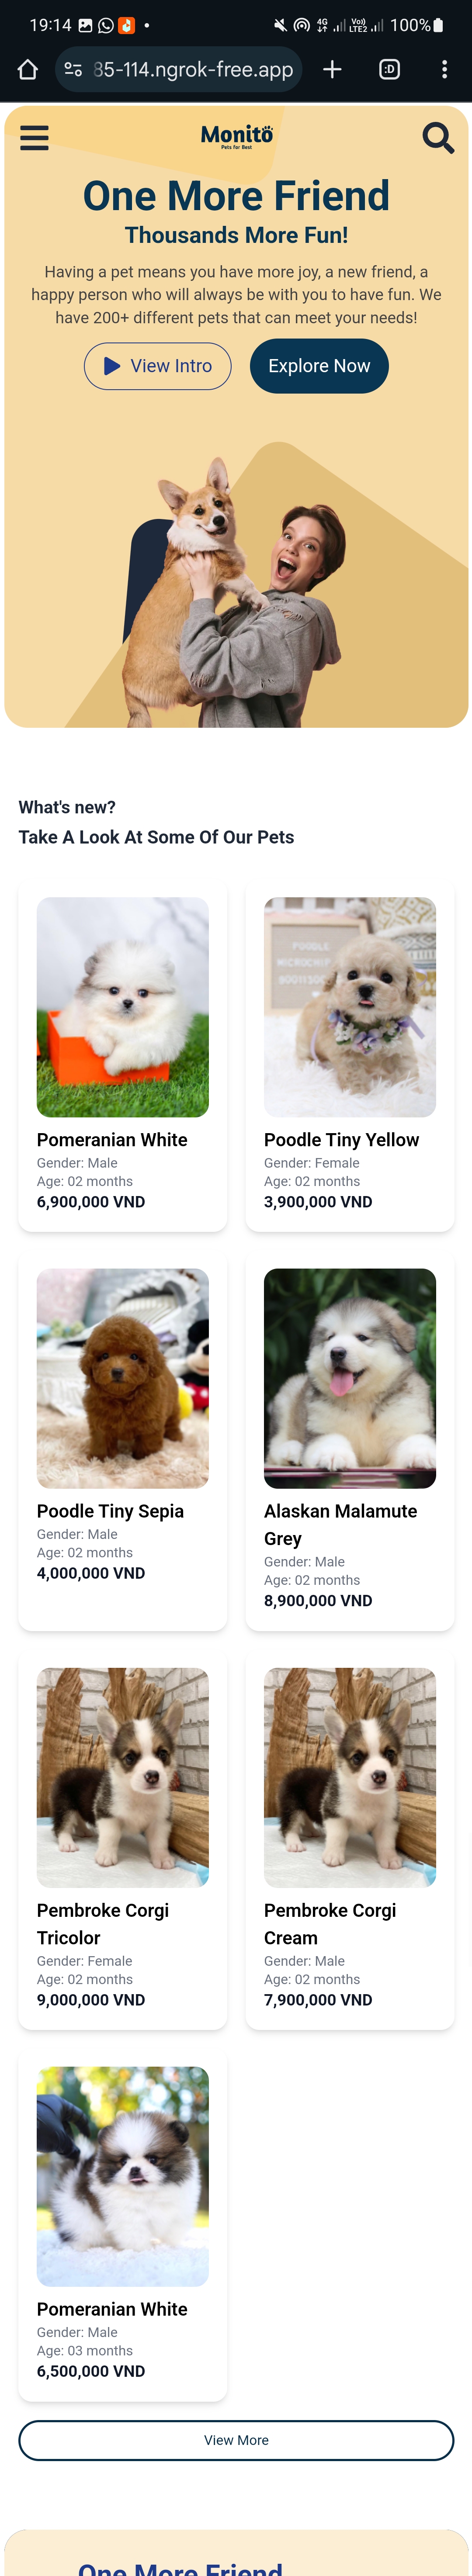 19:14
4G
Vo))
LTE2
100%
85-114.ngrok-free.app
:D
Monito
Pets for Best
One More Friend
Thousands More Fun!
Having a pet means you have more joy, a new friend, a
happy person who will always be with you to have fun. We
have 200+ different pets that can meet your needs!
View Intro
Explore Now
What's new?
Take A Look At Some Of Our Pets
POODLE
MICROCHIP
Pomeranian White
Gender: Male
Age: 02 months
6,900,000 VND
Poodle Tiny Yellow
Gender: Female
Age: 02 months
3,900,000 VND
Poodle Tiny Sepia
Gender: Male
Age: 02 months
4,000,000 VND
Alaskan Malamute
Grey
Gender: Male
Age: 02 months
8,900,000 VND
Pembroke Corgi
Tricolor
Gender: Female
Age: 02 months
9,000,000 VND
Pembroke Corgi
Cream
Gender: Male
Age: 02 months
7,900,000 VND
Pomeranian White
Gender: Male
Age: 03 months
6,500,000 VND
View More
One More Friend